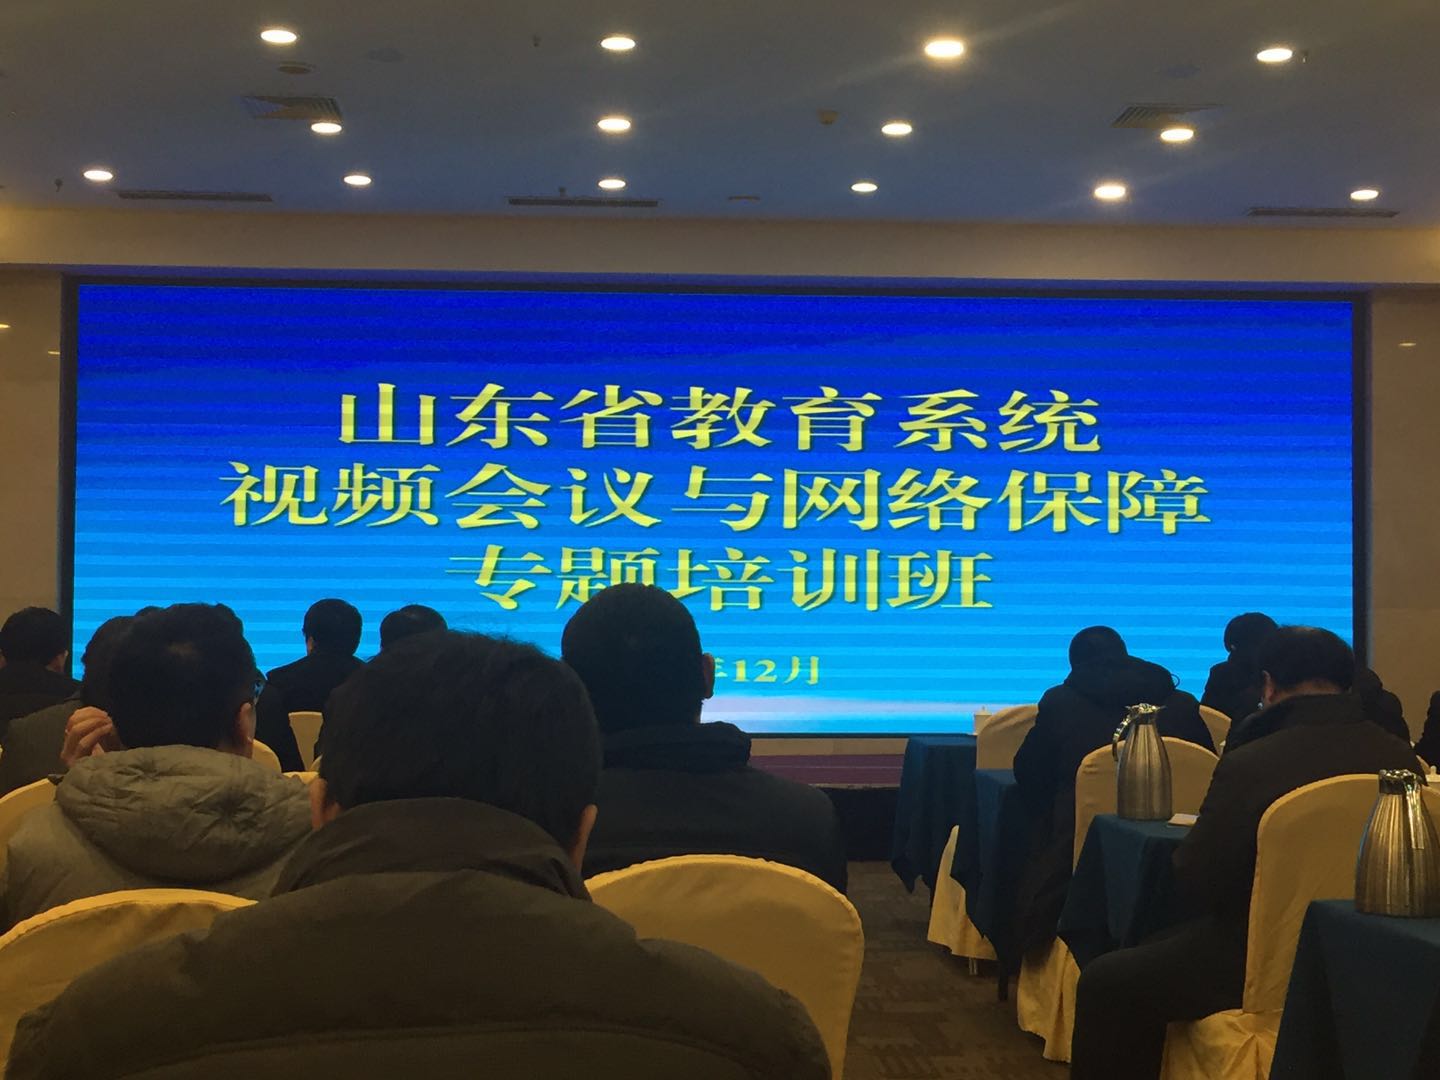 山东省教育系统
视频会议与网络保障
专题培训班
年12月